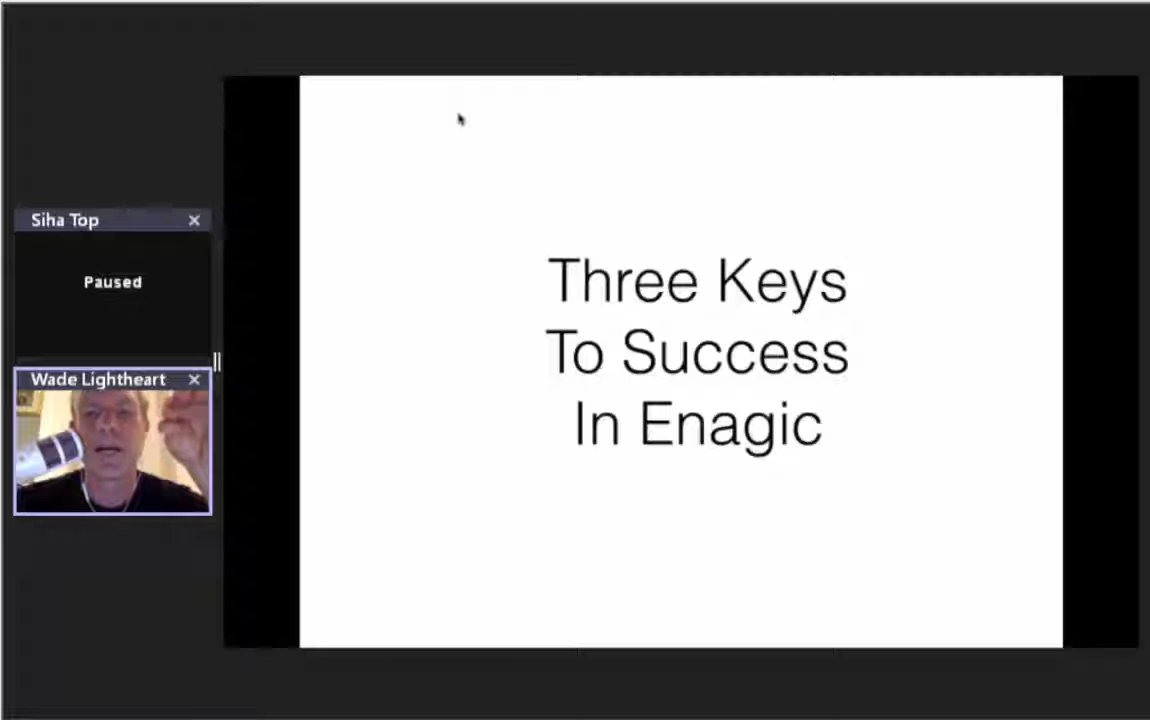 Siha Top
Paused
Wade Lightheart
Three Keys
To Success
In Enagic